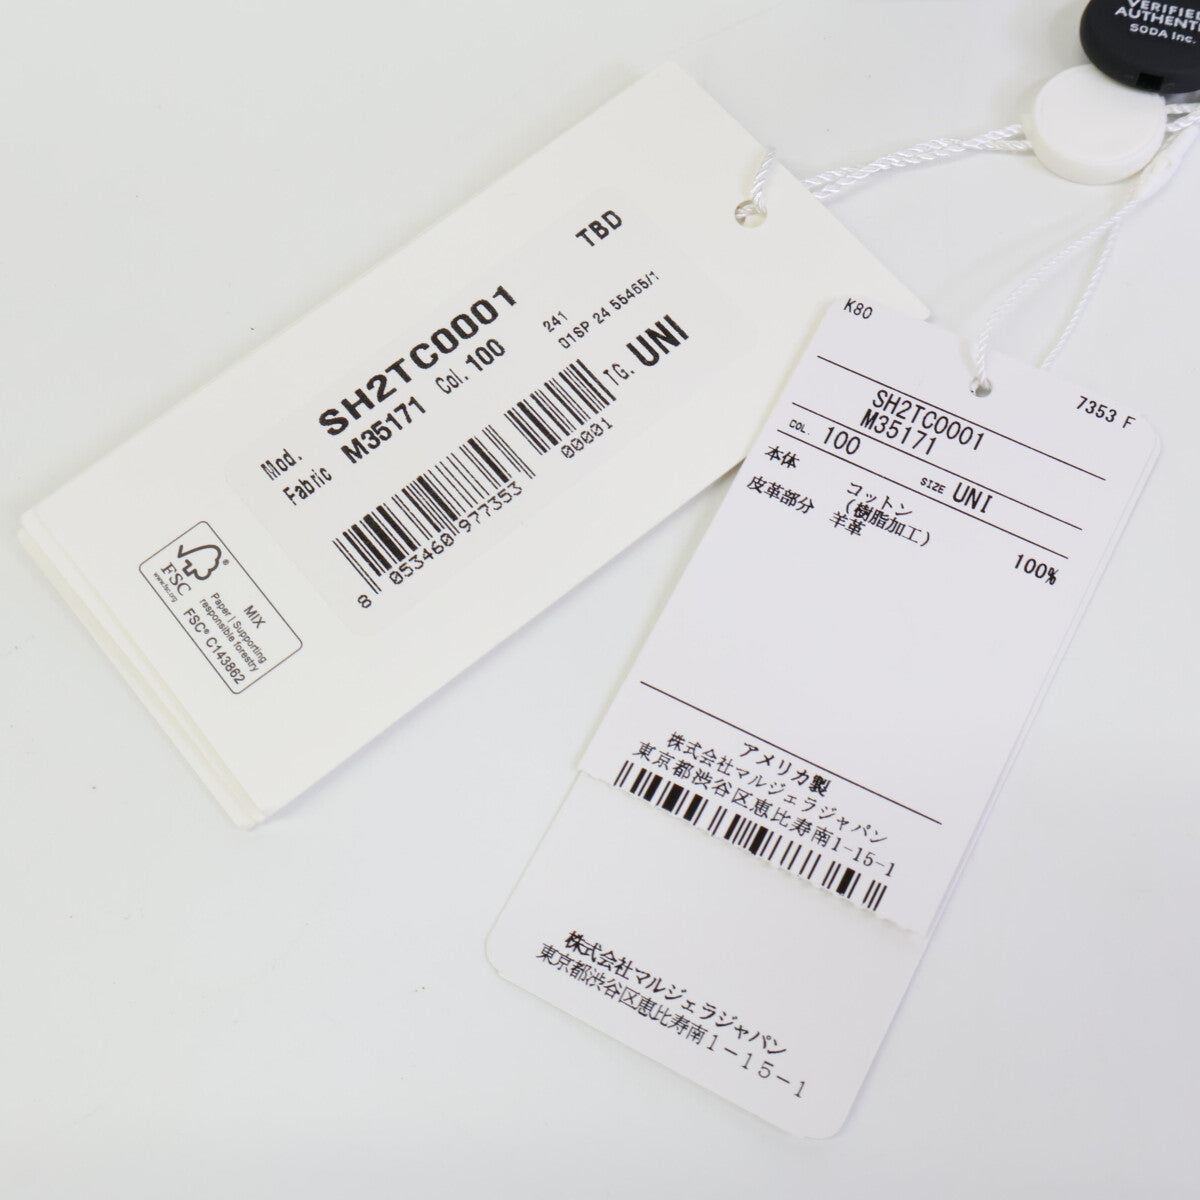 VERIFIED
AUTHENTI
SODA Inc.
TBD
241
01SP 24 55465/1
Mod. SH2TC0001
Fabric M35171 Col. 100
TG. UNI
8 053460 977353 00001
FSC®
www.fsc.org
MIX
Paper | Supporting
responsible forestry
FSC® C143862
K80
7353 F
SH2TC0001
M35171
COL. 100 SIZE UNI
本体 コットン 100%
(樹脂加工)
皮革部分 羊革
アメリカ製
株式会社マルジェラジャパン
東京都渋谷区恵比寿南1-15-1
株式会社マルジェラジャパン
東京都渋谷区恵比寿南1-15-1